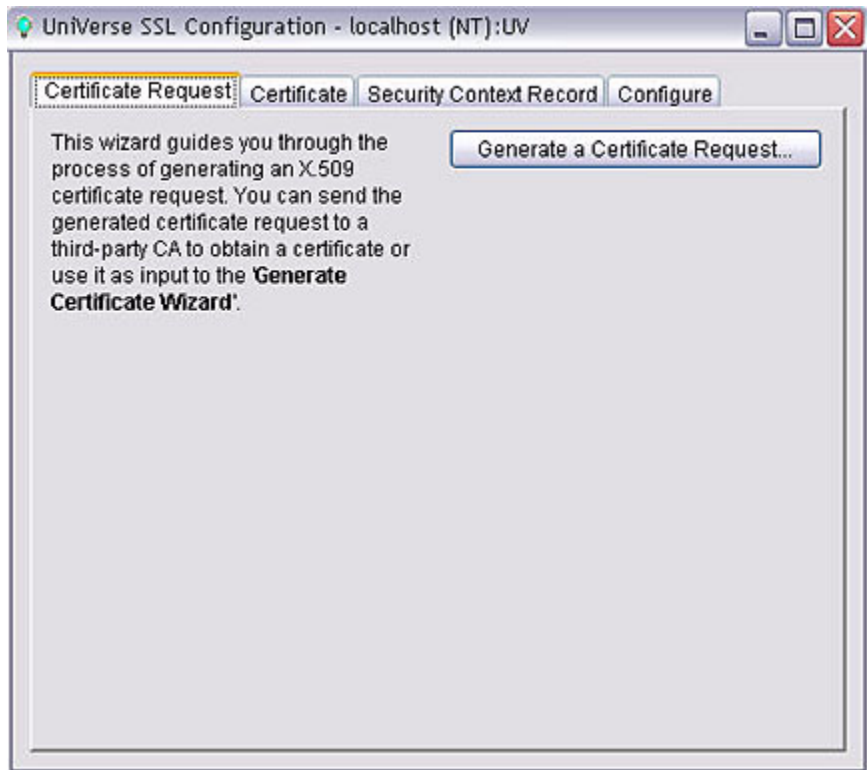 UniVerse SSL Configuration - localhost (NT):UV
Certificate Request Certificate Security Context Record Configure
This wizard guides you through the
process of generating an X.509
certificate request. You can send the
generated certificate request to a
third-party CA to obtain a certificate or
use it as input to the 'Generate
Certificate Wizard'.
Generate a Certificate Request...